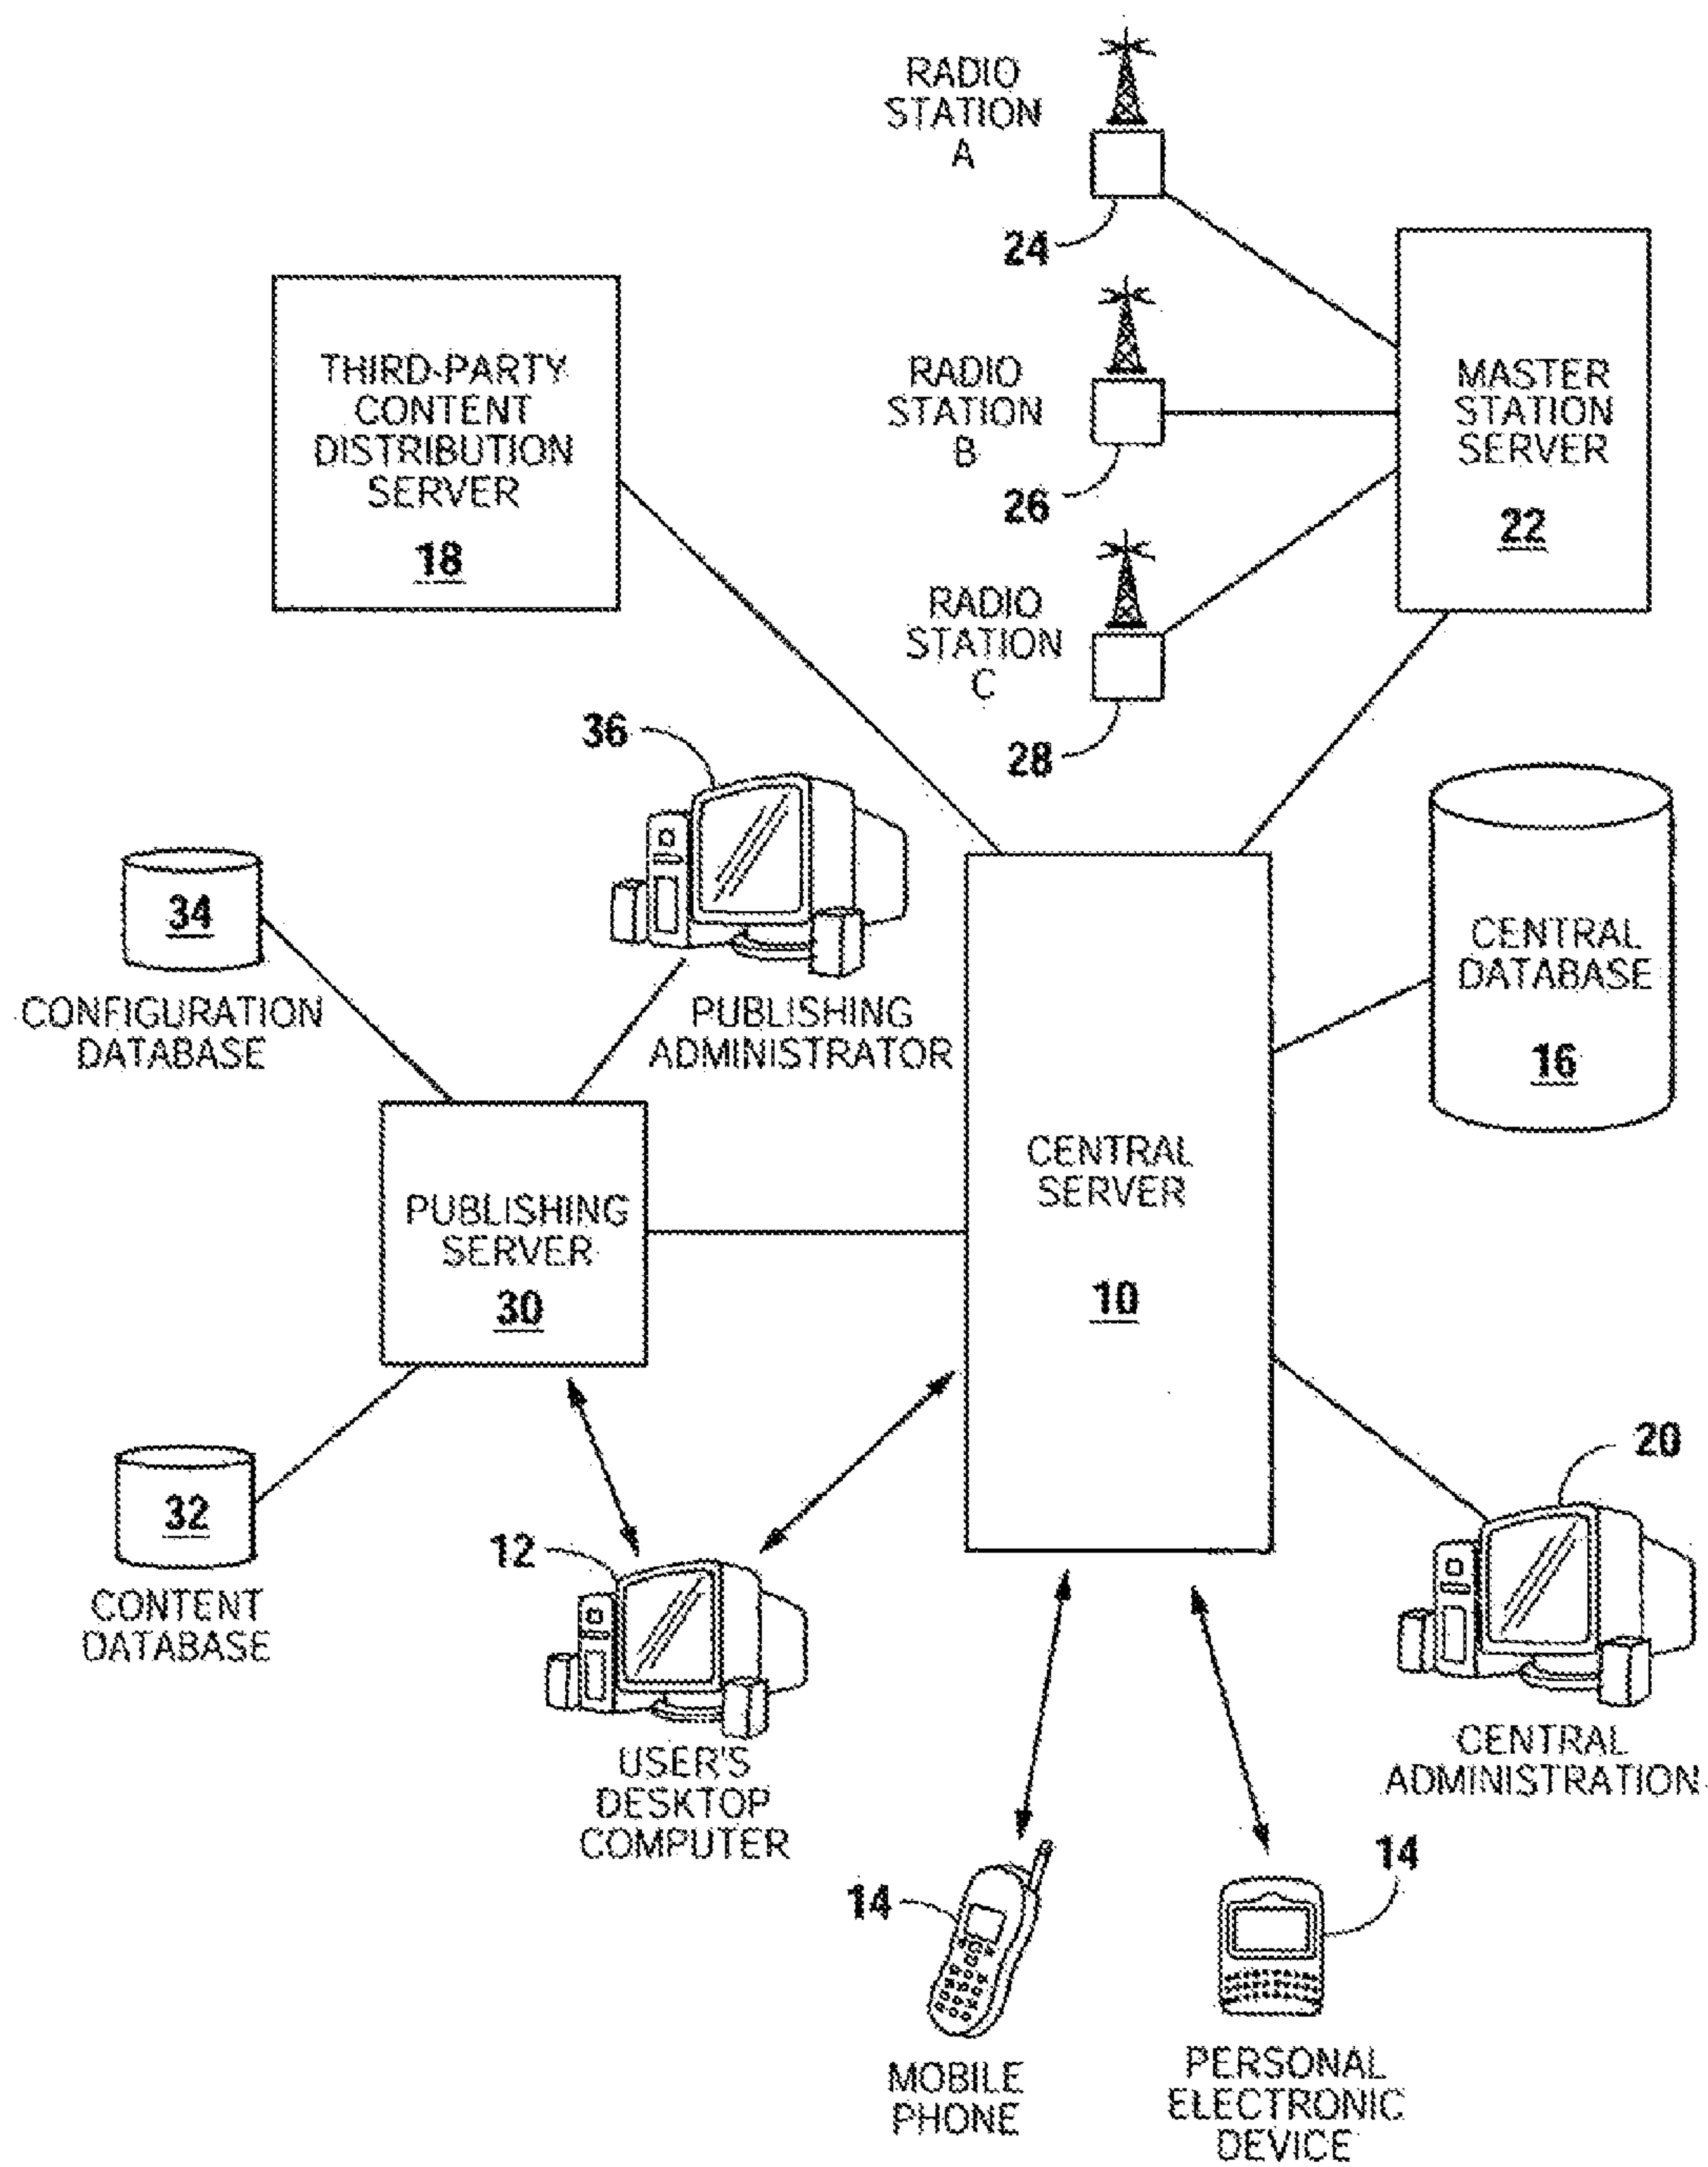 RADIO
STATION
A
24
THIRD-PARTY
CONTENT
DISTRIBUTION
SERVER
18
RADIO
STATION
B
26
MASTER
STATION
SERVER
22
RADIO
STATION
C
28
36
34
CONFIGURATION
DATABASE
PUBLISHING
ADMINISTRATOR
CENTRAL
DATABASE
16
PUBLISHING
SERVER
30
CENTRAL
SERVER
10
32
CONTENT
DATABASE
12
USER'S
DESKTOP
COMPUTER
20
CENTRAL
ADMINISTRATION
14
MOBILE
PHONE
14
PERSONAL
ELECTRONIC
DEVICE